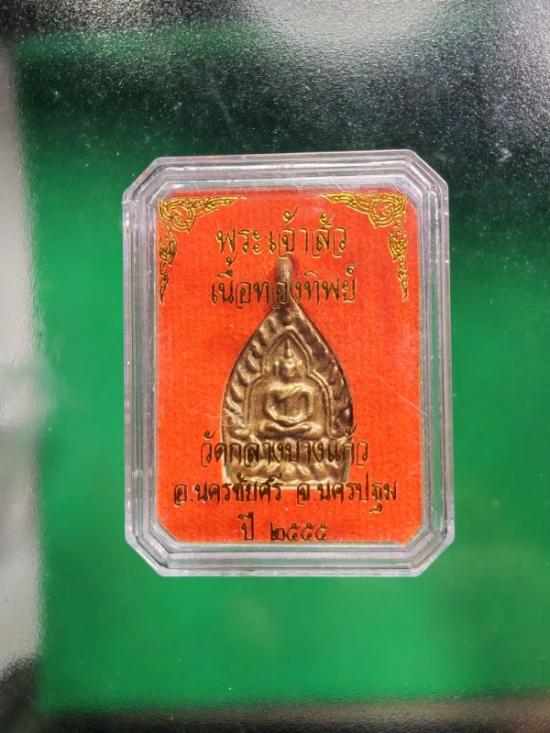 พระเจ้าสัว
เนื้อทองทิพย์
วัดกลางบางแก้ว
อ.นครชัยศรี จ.นครปฐม
ปี ๒๕๕๕